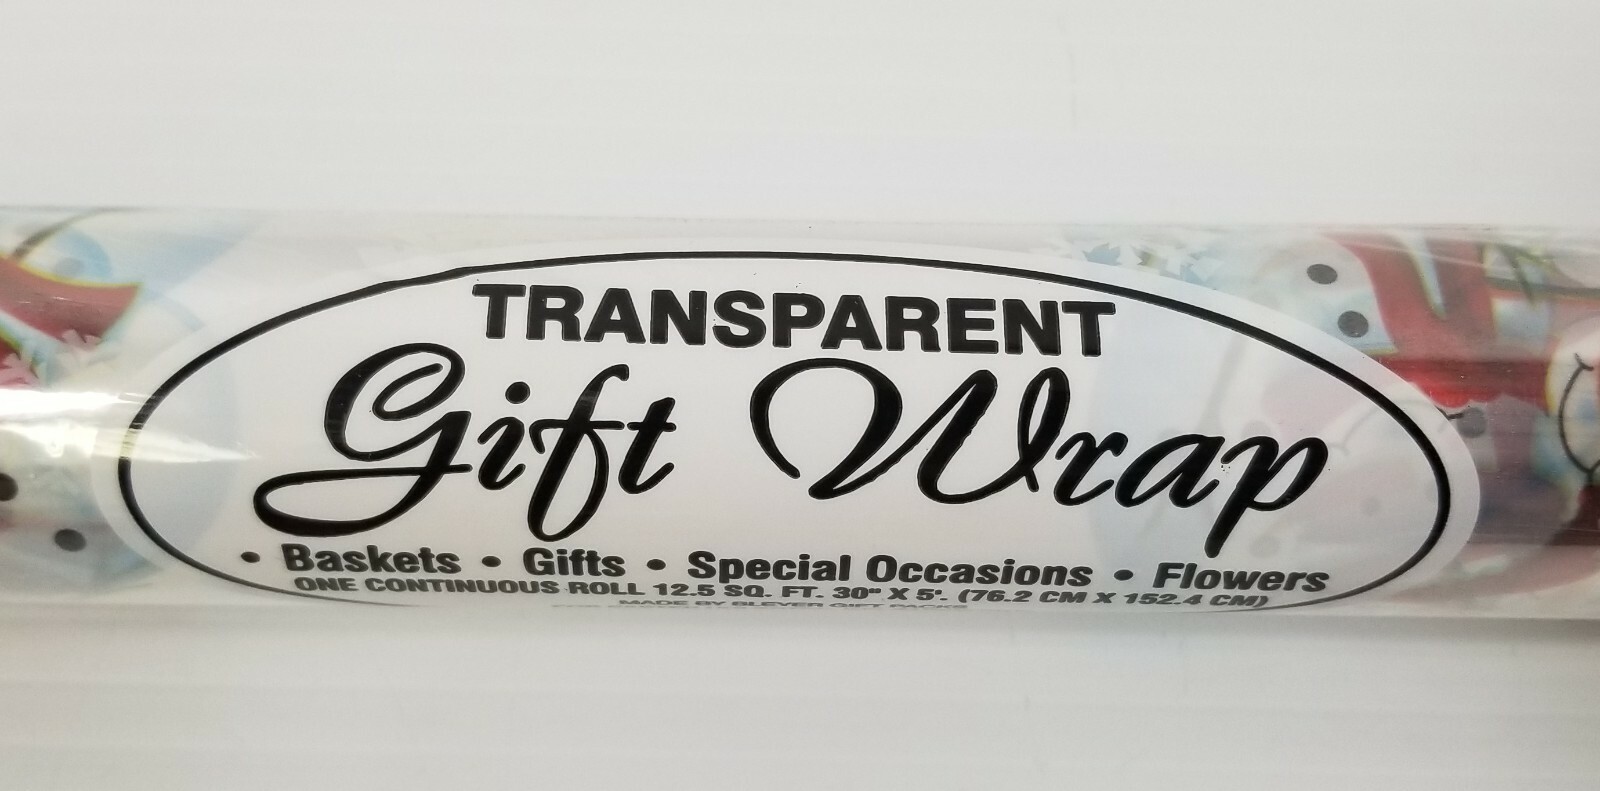 TRANSPARENT
Gift Wrap
• Baskets • Gifts • Special Occasions • Flowers
ONE CONTINUOUS ROLL 12.5 SQ. FT. 30" X 5'. (76.2 CM X 152.4 CM)
MADE BY CLEVER GIFT PACKS